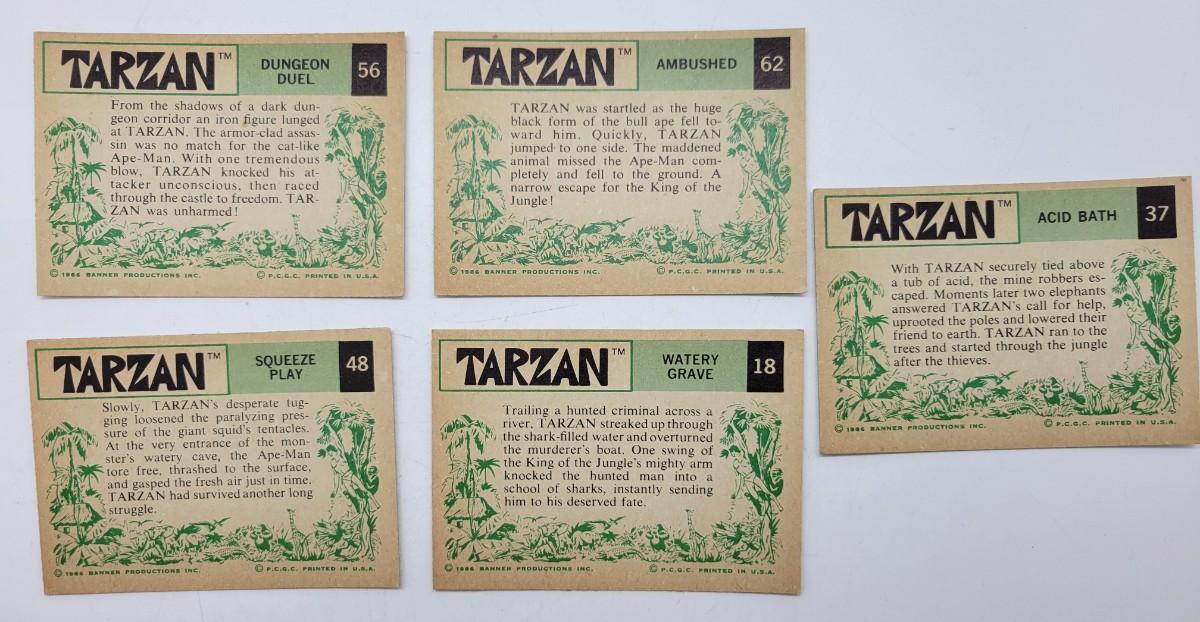 TARZAN™
DUNGEON
DUEL
56
From the shadows of a dark dun-
geon corridor an iron figure lunged
at TARZAN. The armor-clad assas-
sin was no match for the cat-like
Ape-Man. With one tremendous
blow, TARZAN knocked his at-
tacker unconscious, then raced
through the castle to freedom. TAR-
ZAN was unharmed!
© 1966 BANNER PRODUCTIONS INC.
© P.C.G.C. PRINTED IN U.S.A.
TARZAN™
AMBUSHED
62
TARZAN was startled as the huge
black form of the bull ape fell to-
ward him. Quickly, TARZAN
jumped to one side. The maddened
animal missed the Ape-Man com-
pletely and fell to the ground. A
narrow escape for the King of the
Jungle!
© 1966 BANNER PRODUCTIONS INC.
© P.C.G.C. PRINTED IN U.S.A.
TARZAN™
ACID BATH
37
With TARZAN securely tied above
a tub of acid, the mine robbers es-
caped. Moments later two elephants
answered TARZAN's call for help,
uprooted the poles and lowered their
friend to earth. TARZAN ran to the
trees and started through the jungle
after the thieves.
© 1966 BANNER PRODUCTIONS INC.
© P.C.G.C. PRINTED IN U.S.A.
TARZAN™
SQUEEZE
PLAY
48
Slowly, TARZAN's desperate tug-
ging loosened the paralyzing pres-
sure of the giant squid's tentacles.
At the very entrance of the mon-
ster's watery cave, the Ape-Man
tore free, thrashed to the surface,
and gasped the fresh air just in time.
TARZAN had survived another long
struggle.
© 1966 BANNER PRODUCTIONS INC.
© P.C.G.C. PRINTED IN U.S.A.
TARZAN™
WATERY
GRAVE
18
Trailing a hunted criminal across a
river, TARZAN streaked up through
the shark-filled water and overturned
the murderer's boat. One swing of
the King of the Jungle's mighty arm
knocked the hunted man into a
school of sharks, instantly sending
him to his deserved fate.
© 1966 BANNER PRODUCTIONS INC.
© P.C.G.C. PRINTED IN U.S.A.